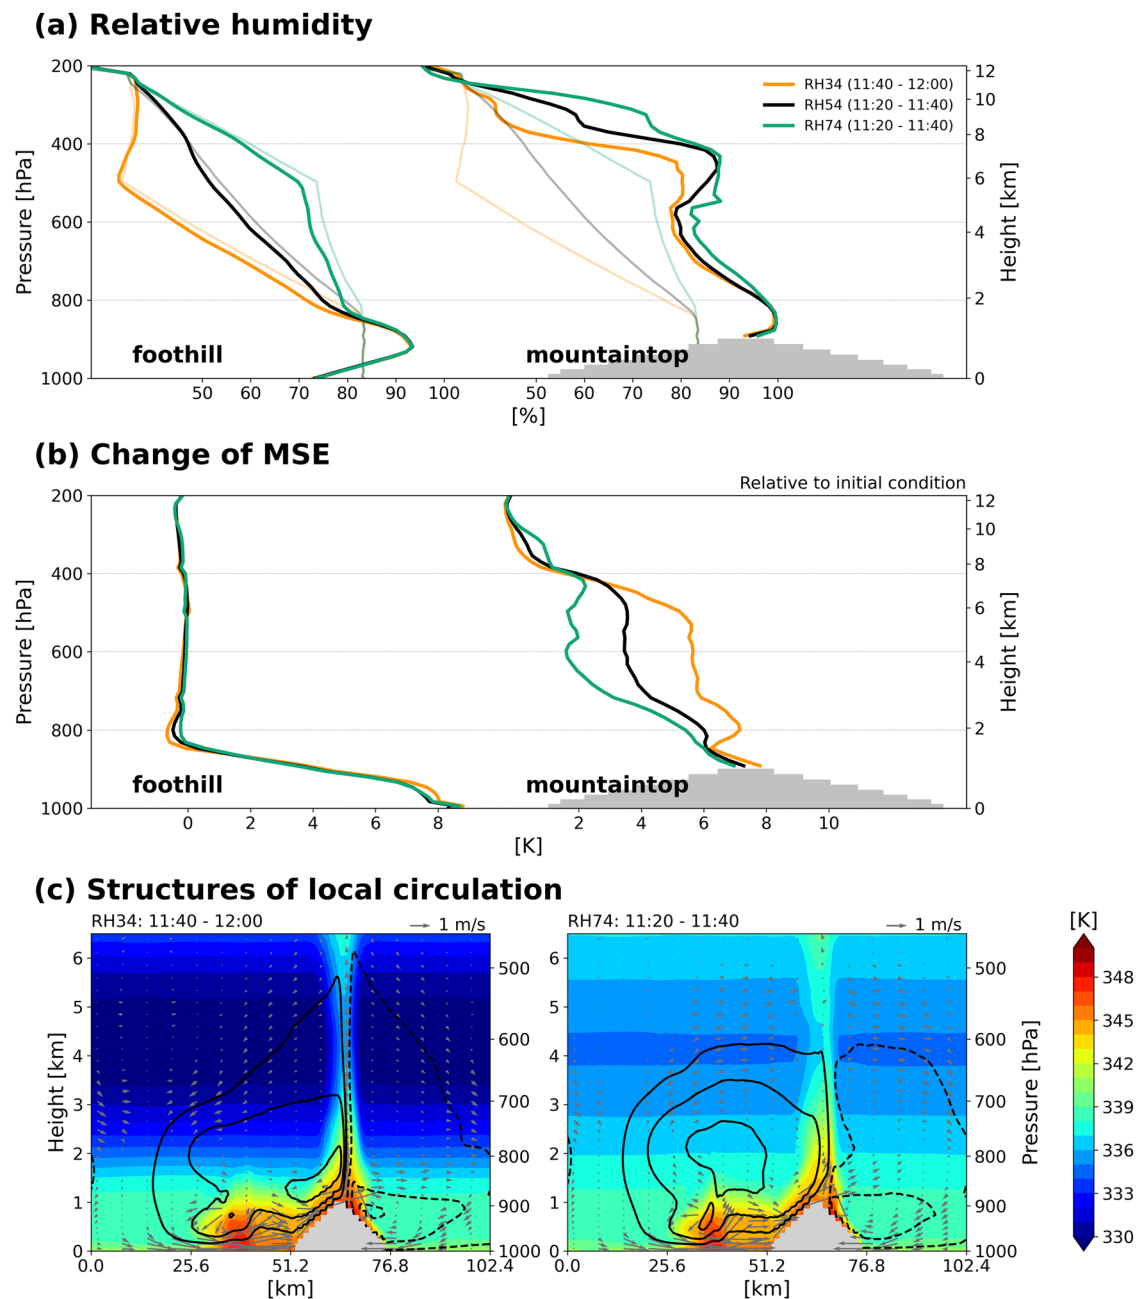 (a) Relative humidity
200
400
600
800
1000
Pressure [hPa]
RH34 (11:40 - 12:00)
RH54 (11:20 - 11:40)
RH74 (11:20 - 11:40)
foothill
mountaintop
12
10
8
6
4
2
0
Height [km]
50 60 70 80 90 100 50 60 70 80 90 100
[%]
(b) Change of MSE
Relative to initial condition
200
400
600
800
1000
Pressure [hPa]
foothill
mountaintop
12
10
8
6
4
2
0
Height [km]
0 2 4 6 8 2 4 6 8 10
[K]
(c) Structures of local circulation
RH34: 11:40 - 12:00
1 m/s
6
5
4
3
2
1
0
Height [km]
500
600
700
800
900
1000
0.0 25.6 51.2 76.8 102.4
[km]
RH74: 11:20 - 11:40
1 m/s
500
600
700
800
900
1000
Pressure [hPa]
0.0 25.6 51.2 76.8 102.4
[km]
[K]
348
345
342
339
336
333
330